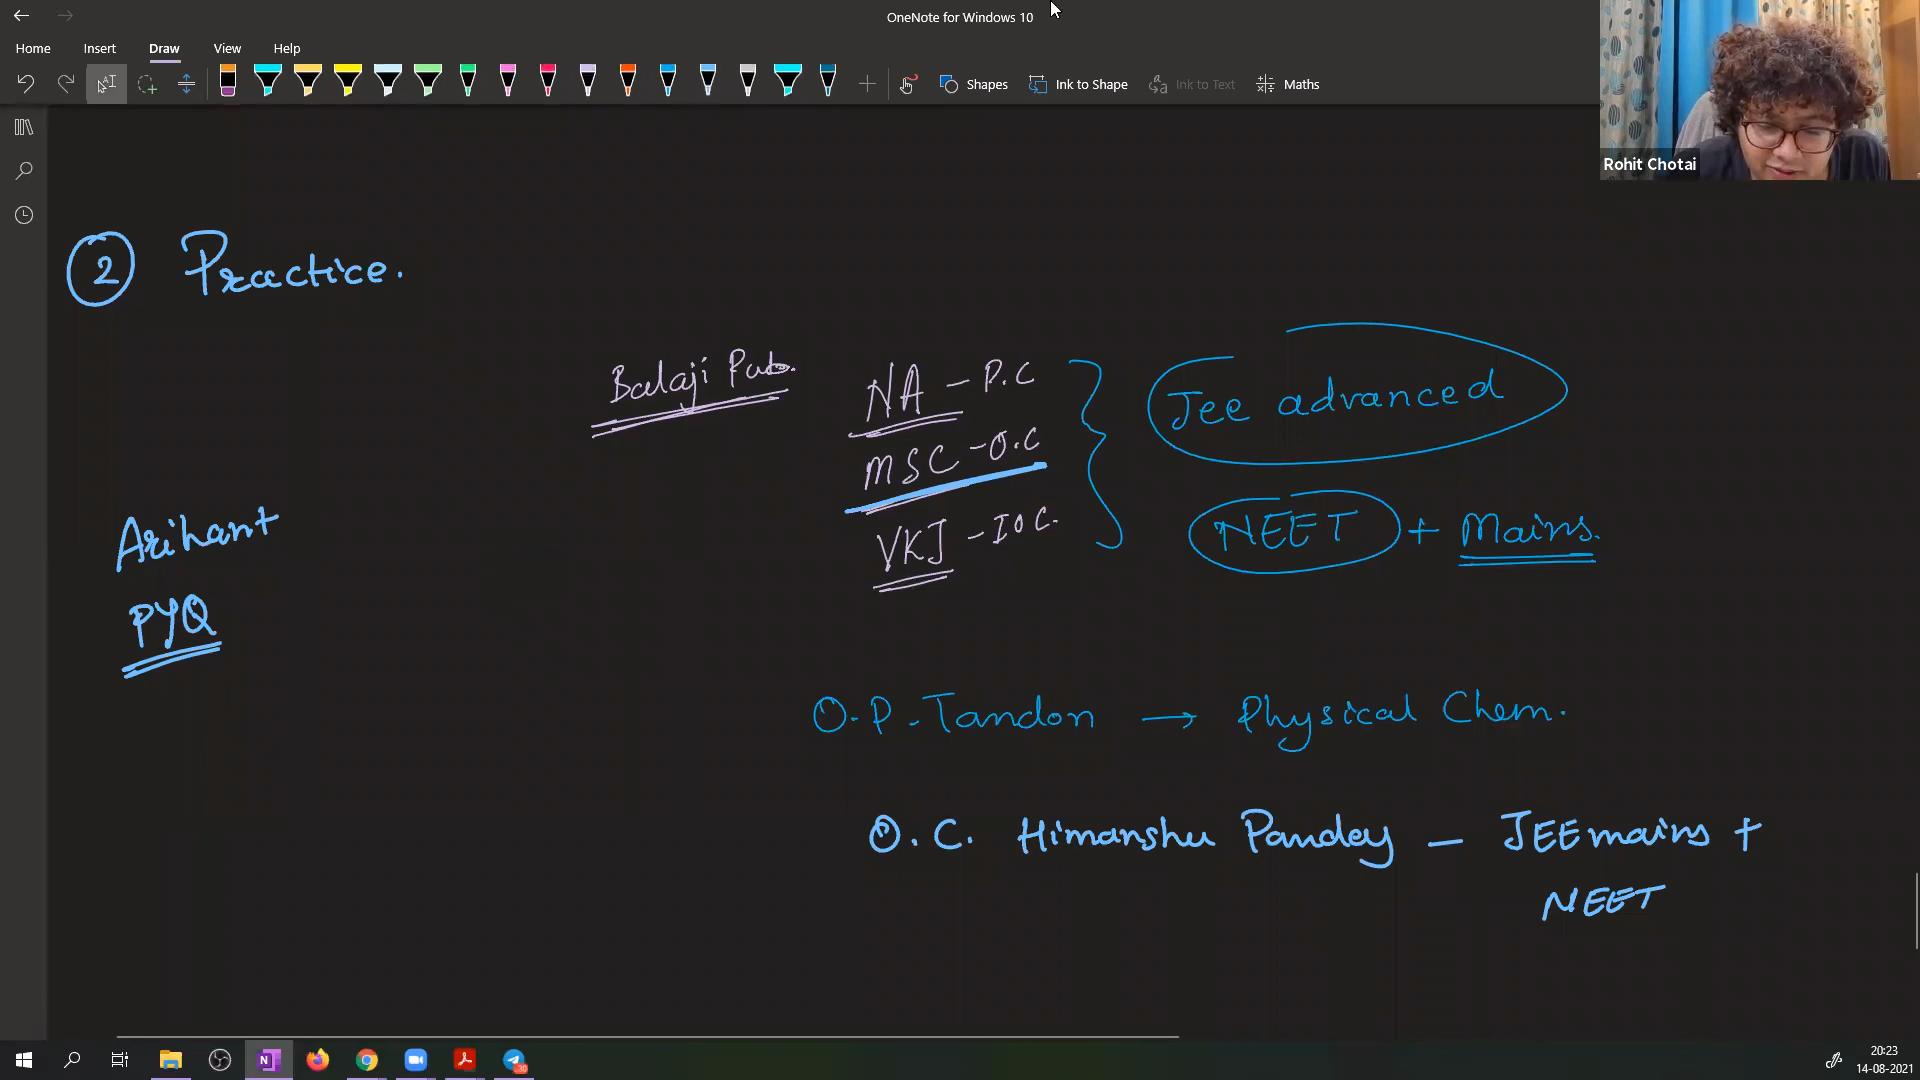 OneNote for Windows 10
Home Insert Draw View Help
Shapes Ink to Shape Ink to Text Maths
Rohit Chotai
2 Practice.
Balaji Pub.
NA - P.C
MSC - O.C
VKJ - IOC.
Jee advanced
NEET + Mains.
Arihant
PYQ
O.P. Tandon → Physical Chem.
O.C. Himanshu Pandey - JEE mains +
NEET
30
20:23
14-08-2021